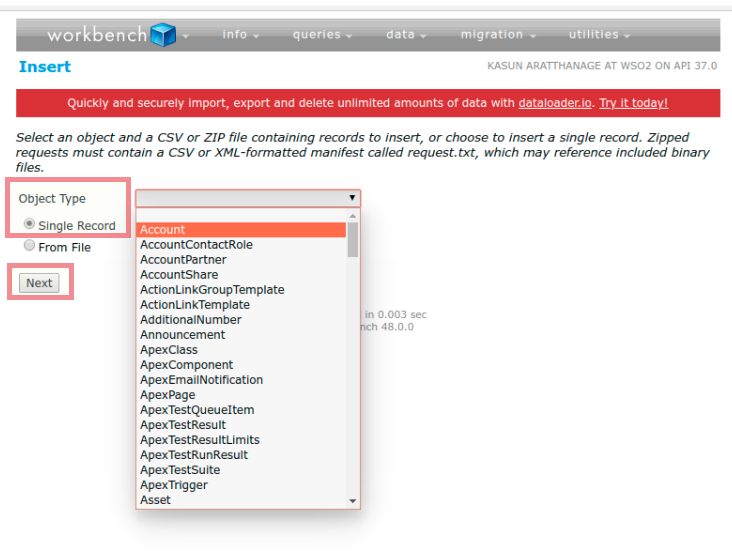 workbench info queries data migration utilities
Insert
KASUN ARATTHANAGE AT WSO2 ON API 37.0
Quickly and securely import, export and delete unlimited amounts of data with dataloader.io. Try it today!
Select an object and a CSV or ZIP file containing records to insert, or choose to insert a single record. Zipped
requests must contain a CSV or XML-formatted manifest called request.txt, which may reference included binary
files.
Object Type
Single Record
From File
Next
Account
AccountContactRole
AccountPartner
AccountShare
ActionLinkGroupTemplate
ActionLinkTemplate
AdditionalNumber
Announcement
ApexClass
ApexComponent
ApexEmailNotification
ApexPage
ApexTestQueueItem
ApexTestResult
ApexTestResultLimits
ApexTestRunResult
ApexTestSuite
ApexTrigger
Asset
in 0.003 sec
nch 48.0.0